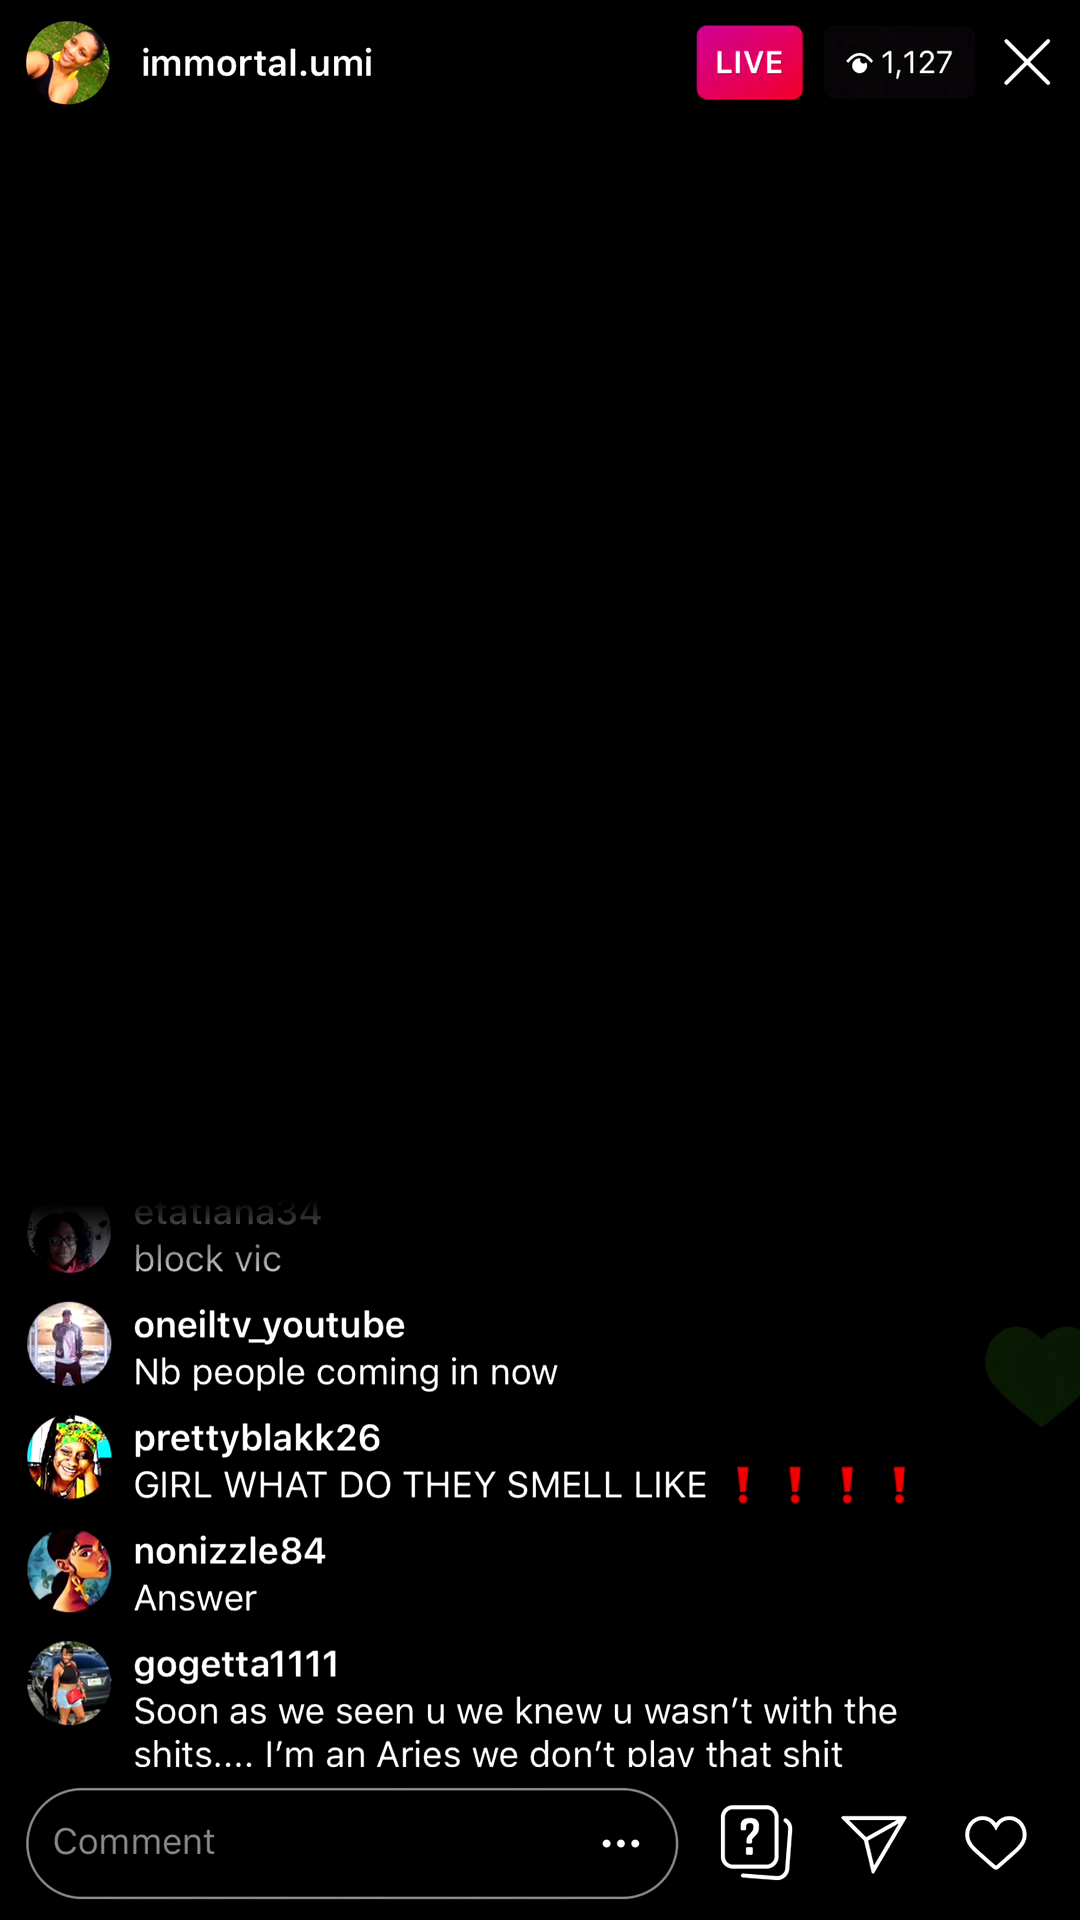 immortal.umi
LIVE
1,127
etatiana34
block vic
oneiltv_youtube
Nb people coming in now
prettyblakk26
GIRL WHAT DO THEY SMELL LIKE ❗❗❗❗
nonizzle84
Answer
gogetta1111
Soon as we seen u we knew u wasn’t with the
shits.... I’m an Aries we don’t play that shit
Comment